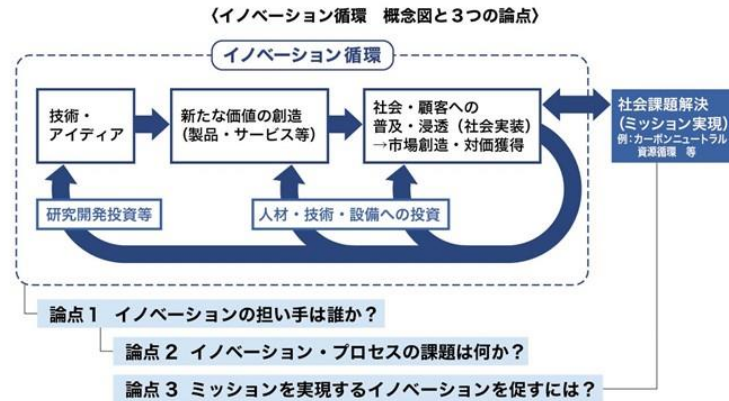 〈イノベーション循環 概念図と３つの論点〉
イノベーション循環
技術・
アイディア
新たな価値の創造
（製品・サービス等）
社会・顧客への
普及・浸透（社会実装）
→市場創造・対価獲得
社会課題解決
（ミッション実現）
例：カーボンニュートラル
資源循環 等
研究開発投資等
人材・技術・設備への投資
論点１ イノベーションの担い手は誰か？
論点２ イノベーション・プロセスの課題は何か？
論点３ ミッションを実現するイノベーションを促すには？